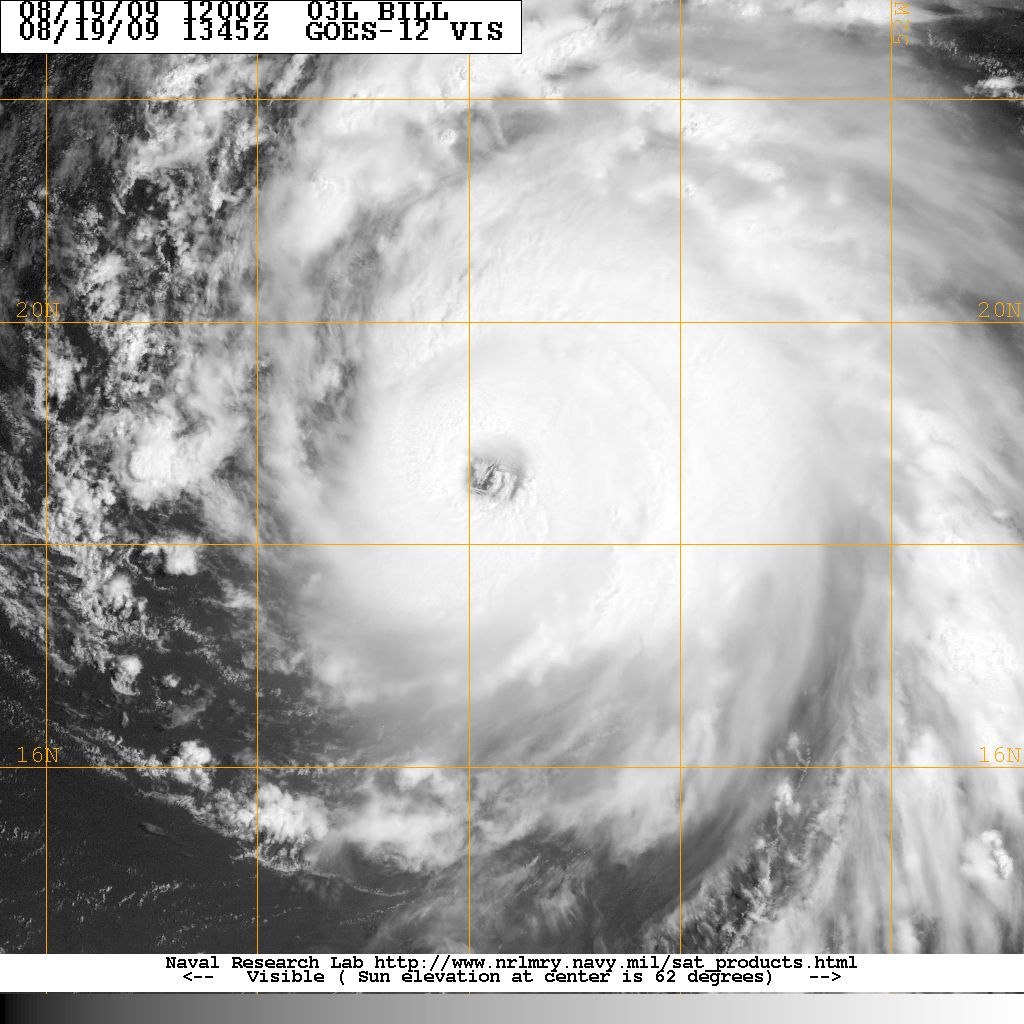 08/19/09 1200Z 03L BILL
08/19/09 1345Z GOES-12 VIS
52W
20N 20N
16N 16N
Naval Research Lab http://www.nrlmry.navy.mil/sat_products.html
<-- Visible ( Sun elevation at center is 62 degrees) -->